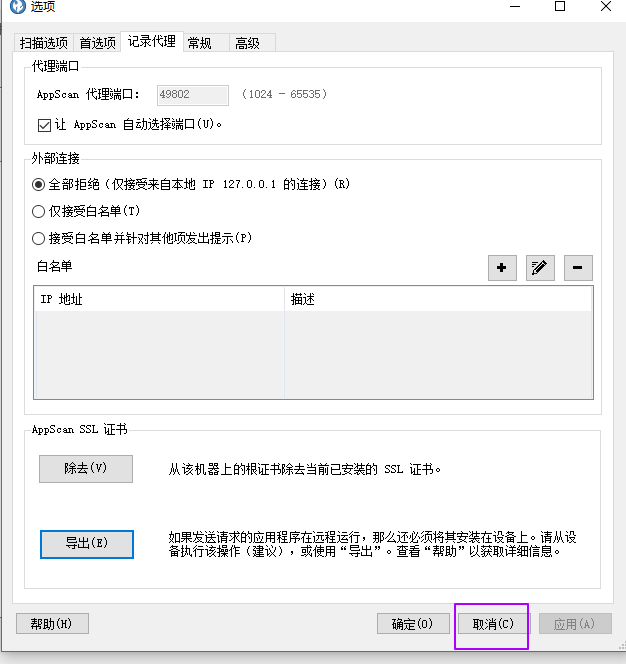 选项
扫描选项 首选项 记录代理 常规 高级
代理端口
AppScan 代理端口： 49802 （1024 - 65535）
让 AppScan 自动选择端口(U)。
外部连接
全部拒绝（仅接受来自本地 IP 127.0.0.1 的连接）(R)
仅接受白名单(T)
接受白名单并针对其他项发出提示(P)
白名单
IP 地址 描述
AppScan SSL 证书
除去(V) 从该机器上的根证书除去当前已安装的 SSL 证书。
导出(E) 如果发送请求的应用程序在远程运行，那么还必须将其安装在设备上。请从设
备执行该操作（建议），或使用“导出”。查看“帮助”以获取详细信息。
帮助(H) 确定(O) 取消(C) 应用(A)